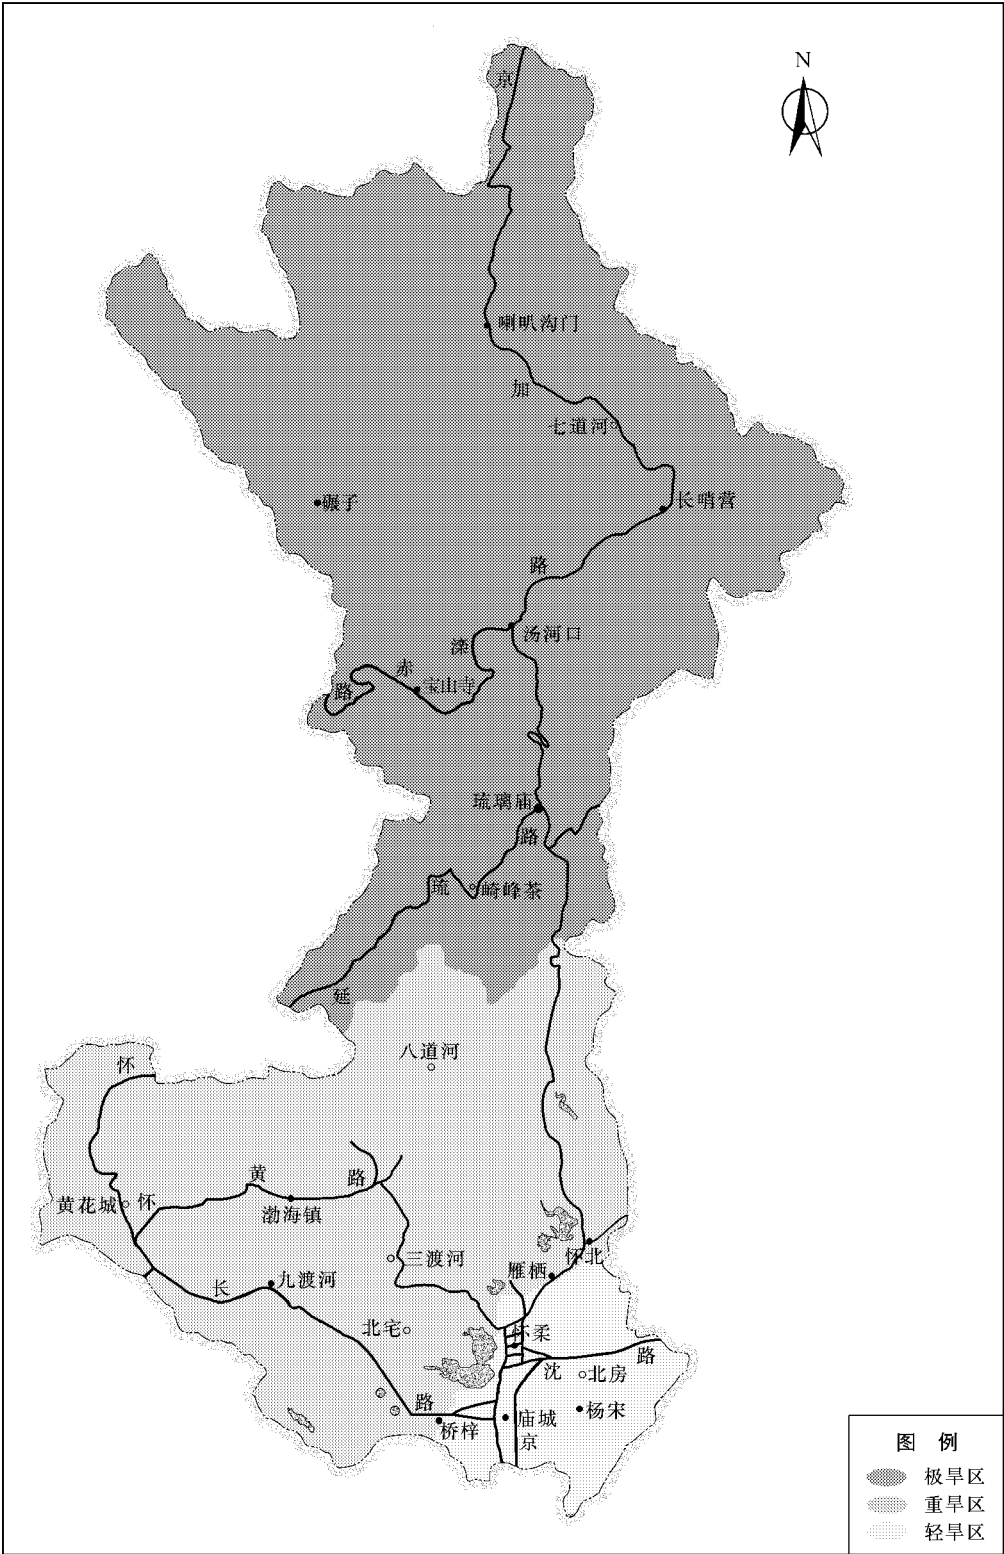 N
京
喇叭沟门
加
七道河
碾子
长哨营
路
汤河口
滦
赤
宝山寺
路
琉璃庙
路
琉
崎峰茶
延
八道河
怀
黄
路
黄花城
怀
渤海镇
三渡河
怀北
雁栖
长
九渡河
北宅
怀柔
路
沈
北房
路
杨宋
庙城
桥梓
京
图 例
极旱区
重旱区
轻旱区